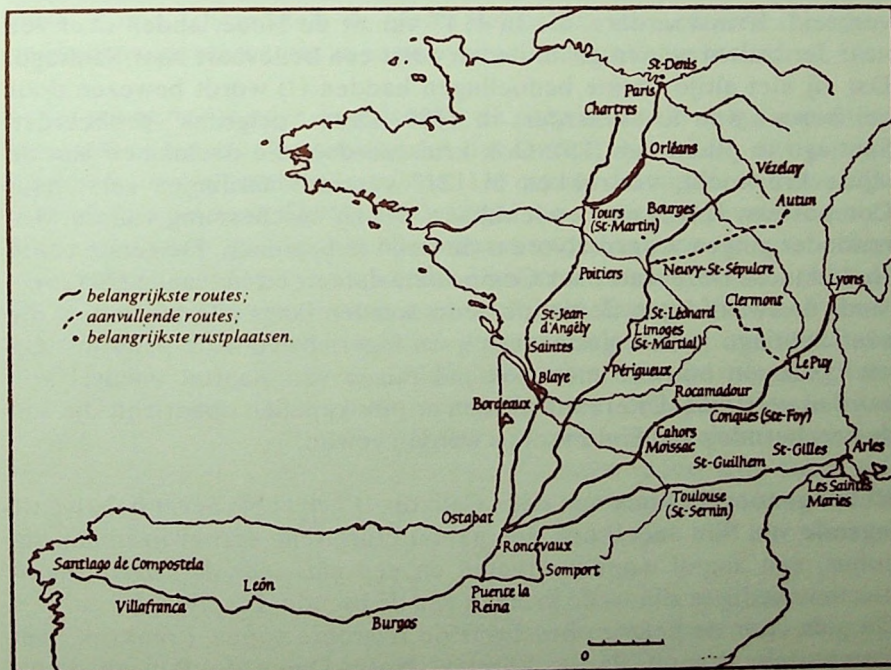 St-Denis
Paris
Chartres
Orléans
Vézelay
Autun
Bourges
Tours
(St-Martin)
Poitiers
Neuvy-St-Sépulcre
Lyons
Clermont
belangrijkste routes;
aanvullende routes;
belangrijkste rustplaatsen.
St-Jean-
d'Angély
Saintes
St-Léonard
Limoges
(St-Martial)
Périgueux
Le Puy
Blaye
Rocamadour
Bordeaux
Conques (Ste-Foy)
Cahors
Moissac
St-Gilles
Arles
St-Guilhem
Les Saintes
Maries
Toulouse
(St-Sernin)
Ostabat
Roncevaux
Somport
Santiago de Compostela
León
Puente la
Reina
Villafranca
Burgos
0